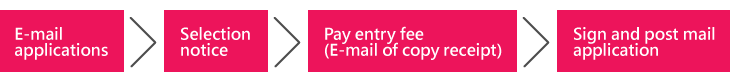 E-mail
applications
Selection
notice
Pay entry fee
(E-mail of copy receipt)
Sign and post mail
application